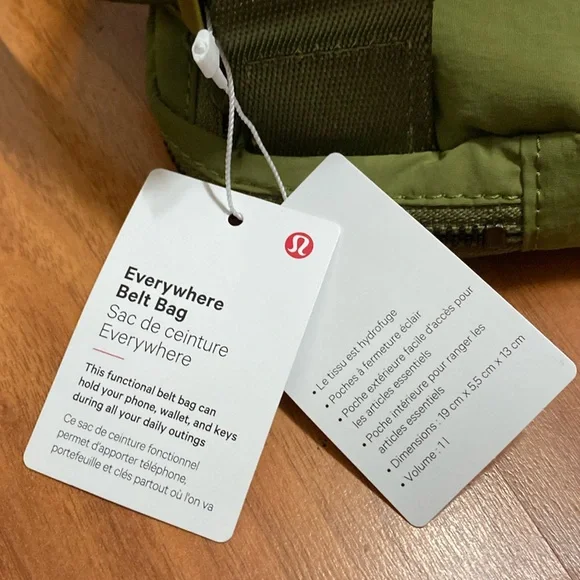 Everywhere
Belt Bag
Sac de ceinture
Everywhere
This functional belt bag can
hold your phone, wallet, and keys
during all your daily outings
Ce sac de ceinture fonctionnel
permet d'apporter téléphone,
portefeuille et clés partout où l'on va
• Le tissu est hydrofuge
• Poches à fermeture éclair
• Poche extérieure facile d'accès pour
les articles essentiels
• Poche intérieure pour ranger les
articles essentiels
• Dimensions : 19 cm x 5,5 cm x 13 cm
• Volume : 1 l